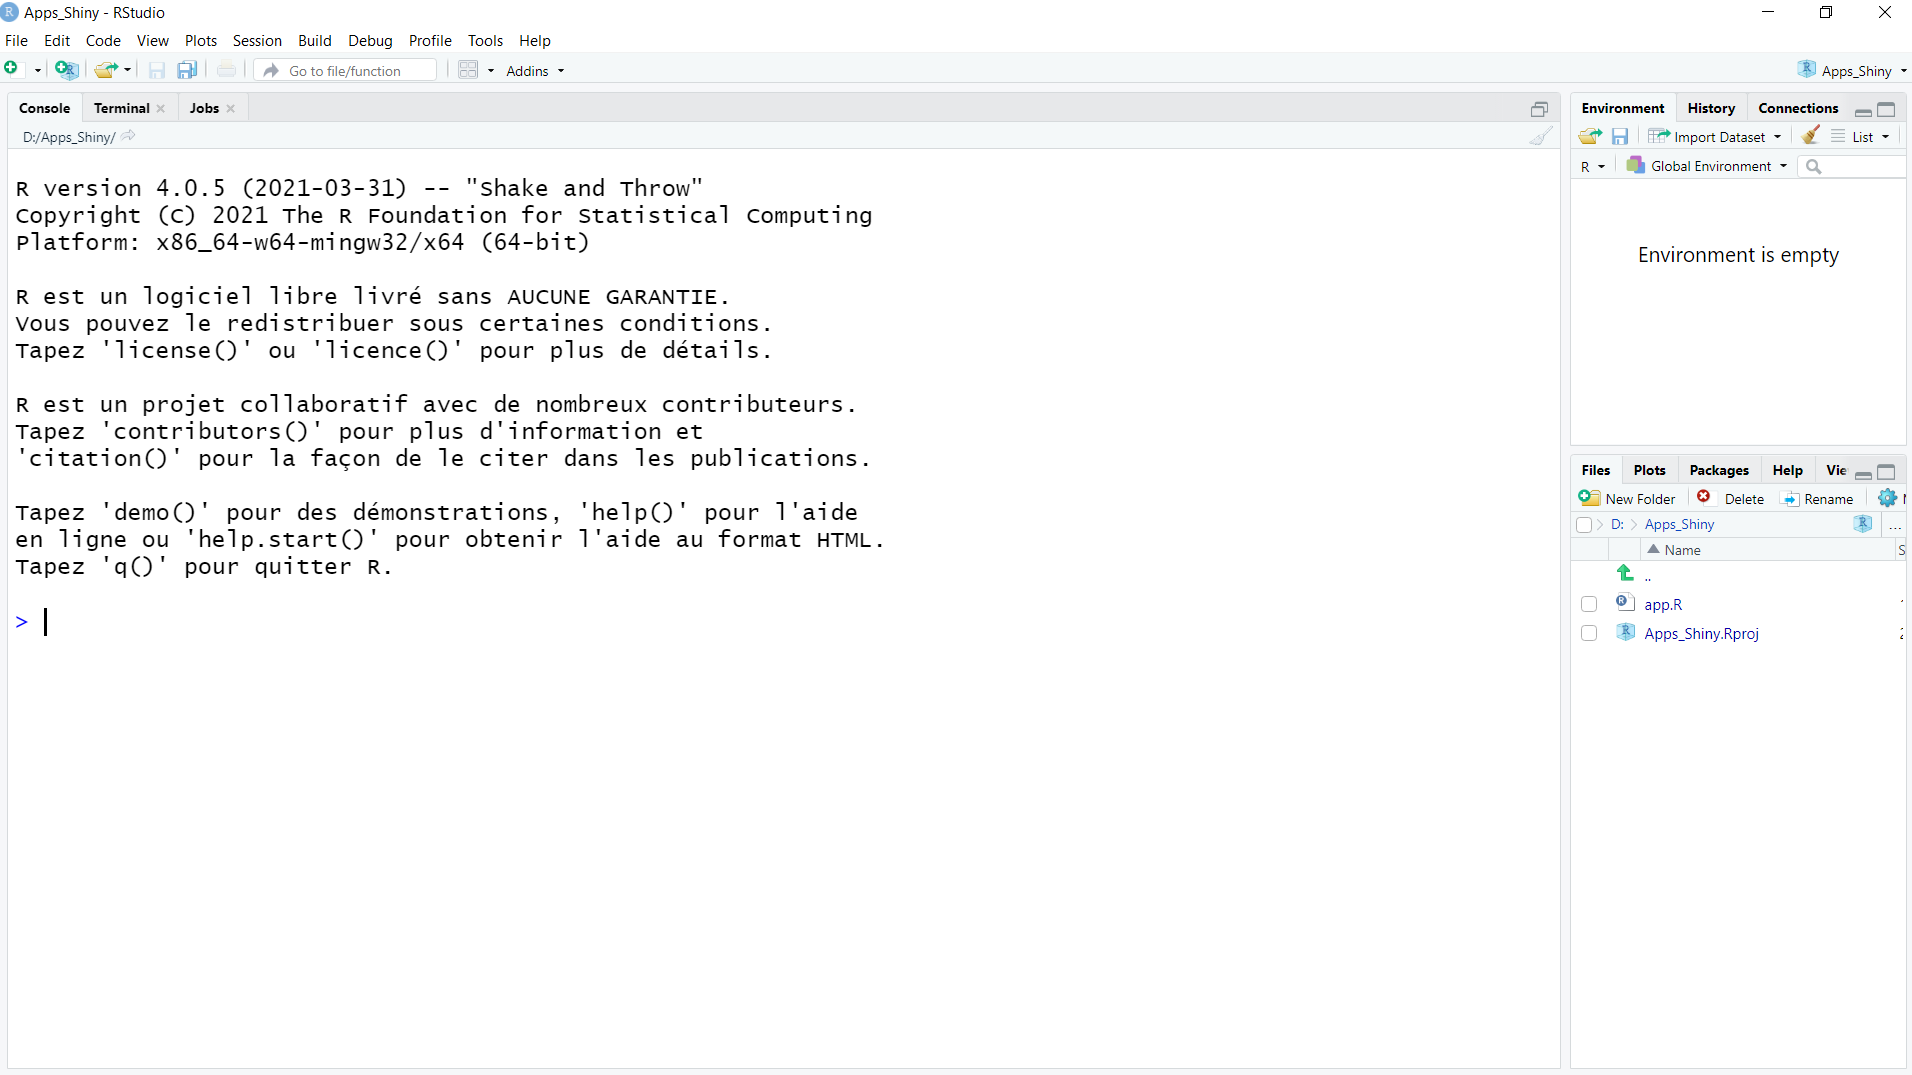 Apps_Shiny - RStudio
File Edit Code View Plots Session Build Debug Profile Tools Help
Go to file/function Addins Apps_Shiny
Console Terminal Jobs
D:/Apps_Shiny/
R version 4.0.5 (2021-03-31) -- "Shake and Throw"
Copyright (C) 2021 The R Foundation for Statistical Computing
Platform: x86_64-w64-mingw32/x64 (64-bit)
R est un logiciel libre livré sans AUCUNE GARANTIE.
Vous pouvez le redistribuer sous certaines conditions.
Tapez 'license()' ou 'licence()' pour plus de détails.
R est un projet collaboratif avec de nombreux contributeurs.
Tapez 'contributors()' pour plus d'information et
'citation()' pour la façon de le citer dans les publications.
Tapez 'demo()' pour des démonstrations, 'help()' pour l'aide
en ligne ou 'help.start()' pour obtenir l'aide au format HTML.
Tapez 'q()' pour quitter R.
>
Environment History Connections
Import Dataset List
R Global Environment
Environment is empty
Files Plots Packages Help Vie
New Folder Delete Rename
D: Apps_Shiny ...
Name
..
app.R
Apps_Shiny.Rproj